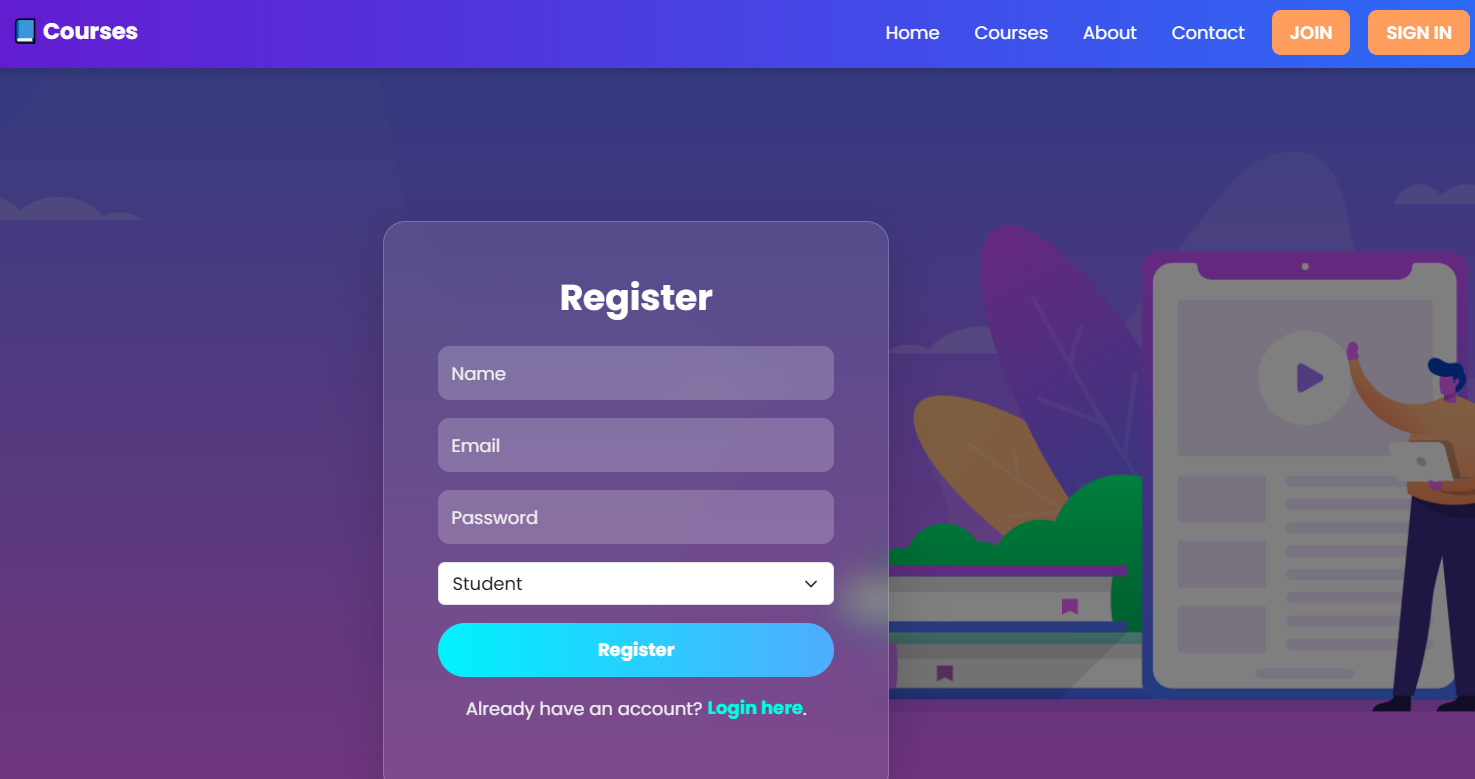 Courses
Home Courses About Contact JOIN SIGN IN
Register
Name
Email
Password
Student
Register
Already have an account? Login here.